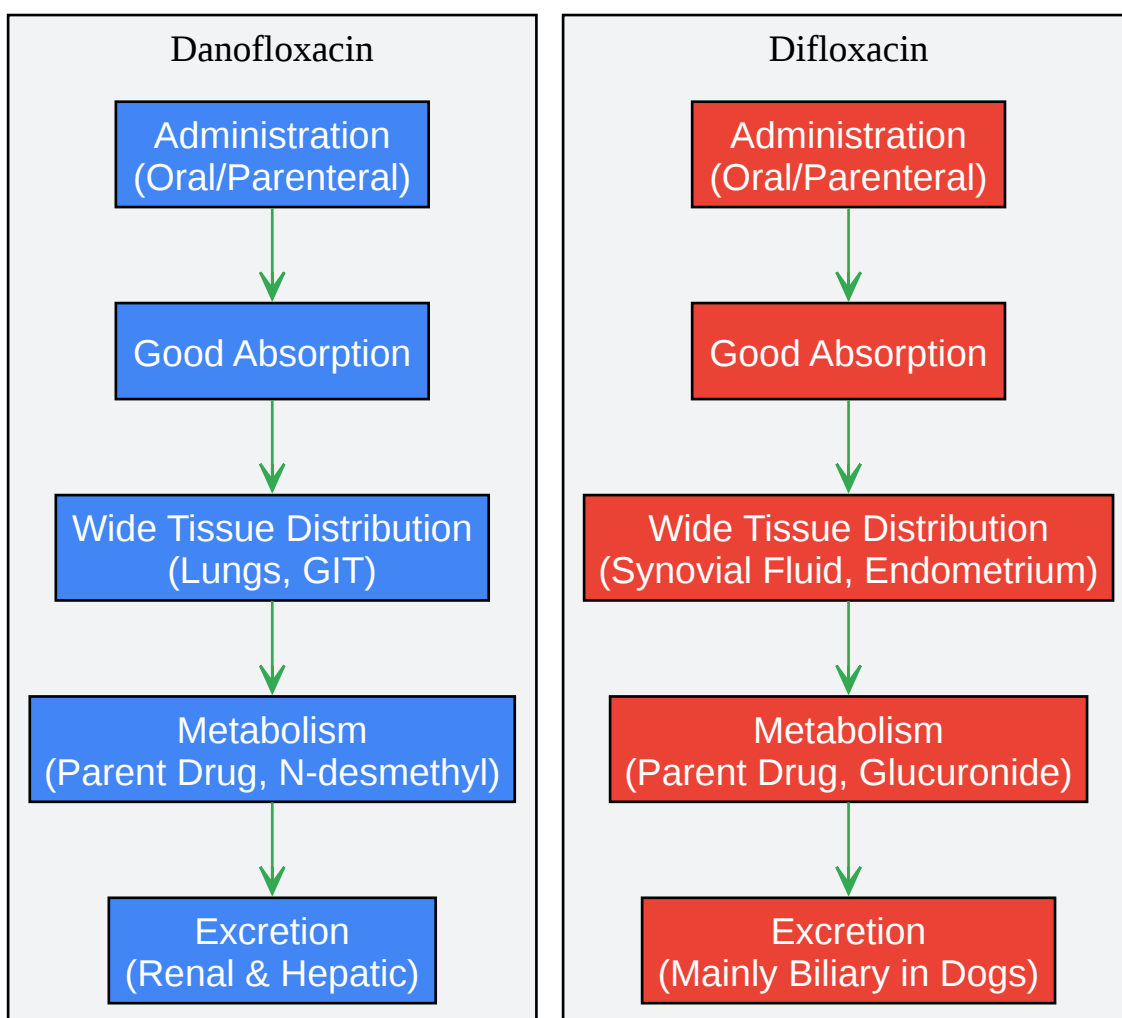 Danofloxacin
Administration
(Oral/Parenteral)
Good Absorption
Wide Tissue Distribution
(Lungs, GIT)
Metabolism
(Parent Drug, N-desmethyl)
Excretion
(Renal & Hepatic)
Difloxacin
Administration
(Oral/Parenteral)
Good Absorption
Wide Tissue Distribution
(Synovial Fluid, Endometrium)
Metabolism
(Parent Drug, Glucuronide)
Excretion
(Mainly Biliary in Dogs)